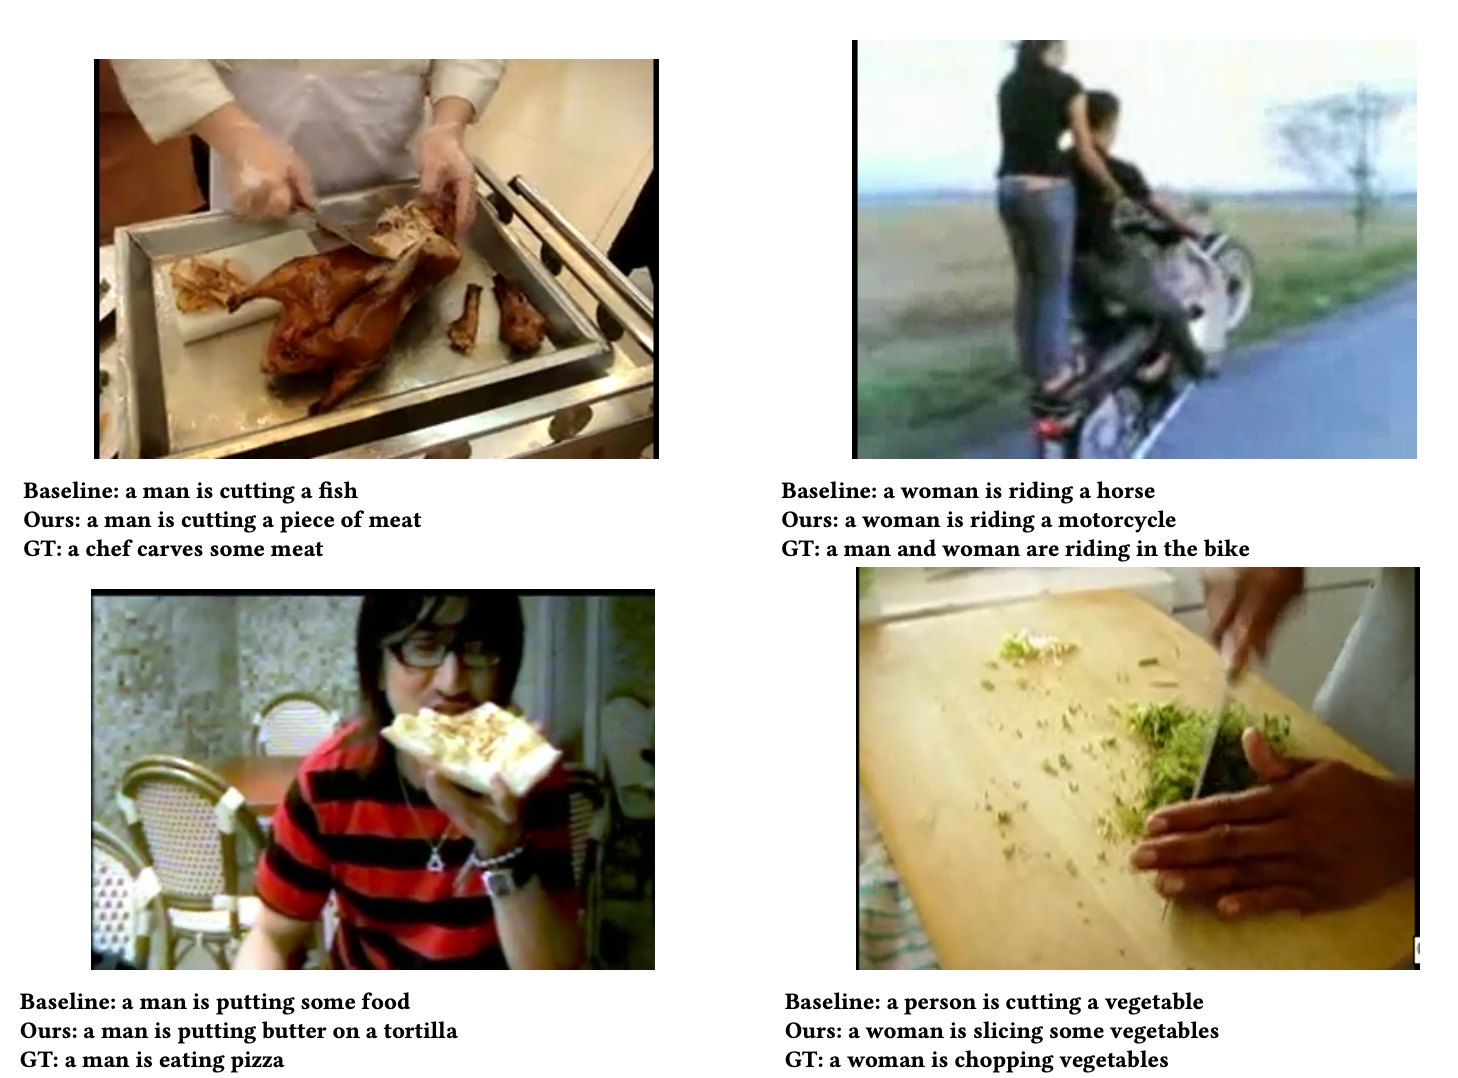 Baseline: a man is cutting a fish
Ours: a man is cutting a piece of meat
GT: a chef carves some meat
Baseline: a woman is riding a horse
Ours: a woman is riding a motorcycle
GT: a man and woman are riding in the bike
Baseline: a man is putting some food
Ours: a man is putting butter on a tortilla
GT: a man is eating pizza
Baseline: a person is cutting a vegetable
Ours: a woman is slicing some vegetables
GT: a woman is chopping vegetables